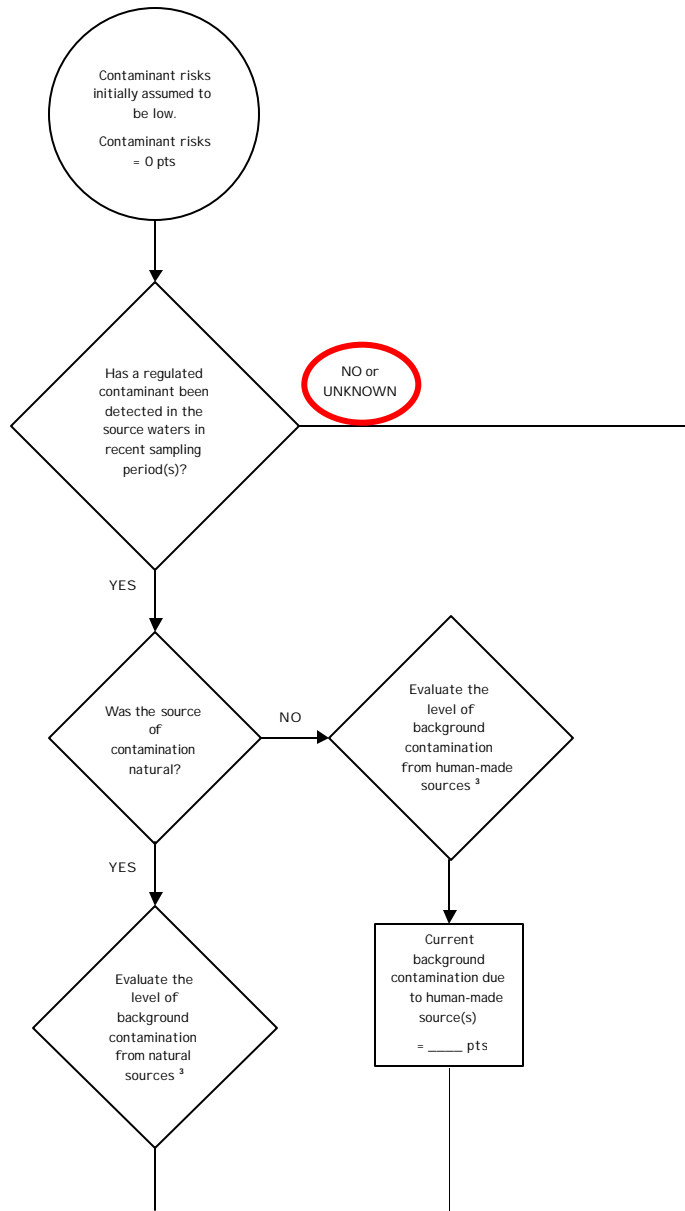 Contaminant risks
initially assumed to
be low.
Contaminant risks
= 0 pts
Has a regulated
contaminant been
detected in the
source waters in
recent sampling
period(s)?
NO or
UNKNOWN
YES
Was the source
of
contamination
natural?
NO
Evaluate the
level of
background
contamination
from human-made
sources ³
YES
Evaluate the
level of
background
contamination
from natural
sources ³
Current
background
contamination due
to human-made
source(s)
= ____ pts